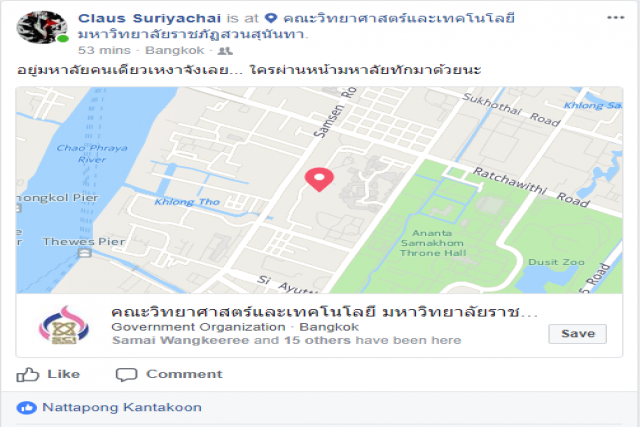 Claus Suriyachai is at คณะวิทยาศาสตร์และเทคโนโลยี
มหาวิทยาลัยราชภัฏสวนสุนันทา.
53 mins · Bangkok ·
อยู่มหาลัยคนเดียวเหงาจังเลย... ใครผ่านหน้ามหาลัยทักมาด้วยนะ
Samsen Ro
Sukhothai Road
Khlong Sa
Chao Phraya
River
Ratchawithi Road
hongkol Pier
Khlong Tho
Thewes Pier
Ananta
Samakhom
Throne Hall
Dusit Zoo
Si Ayutt
5 Road
คณะวิทยาศาสตร์และเทคโนโลยี มหาวิทยาลัยราช...
Government Organization · Bangkok
Samai Wangkeeree and 15 others have been here
Save
Like
Comment
Nattapong Kantakoon